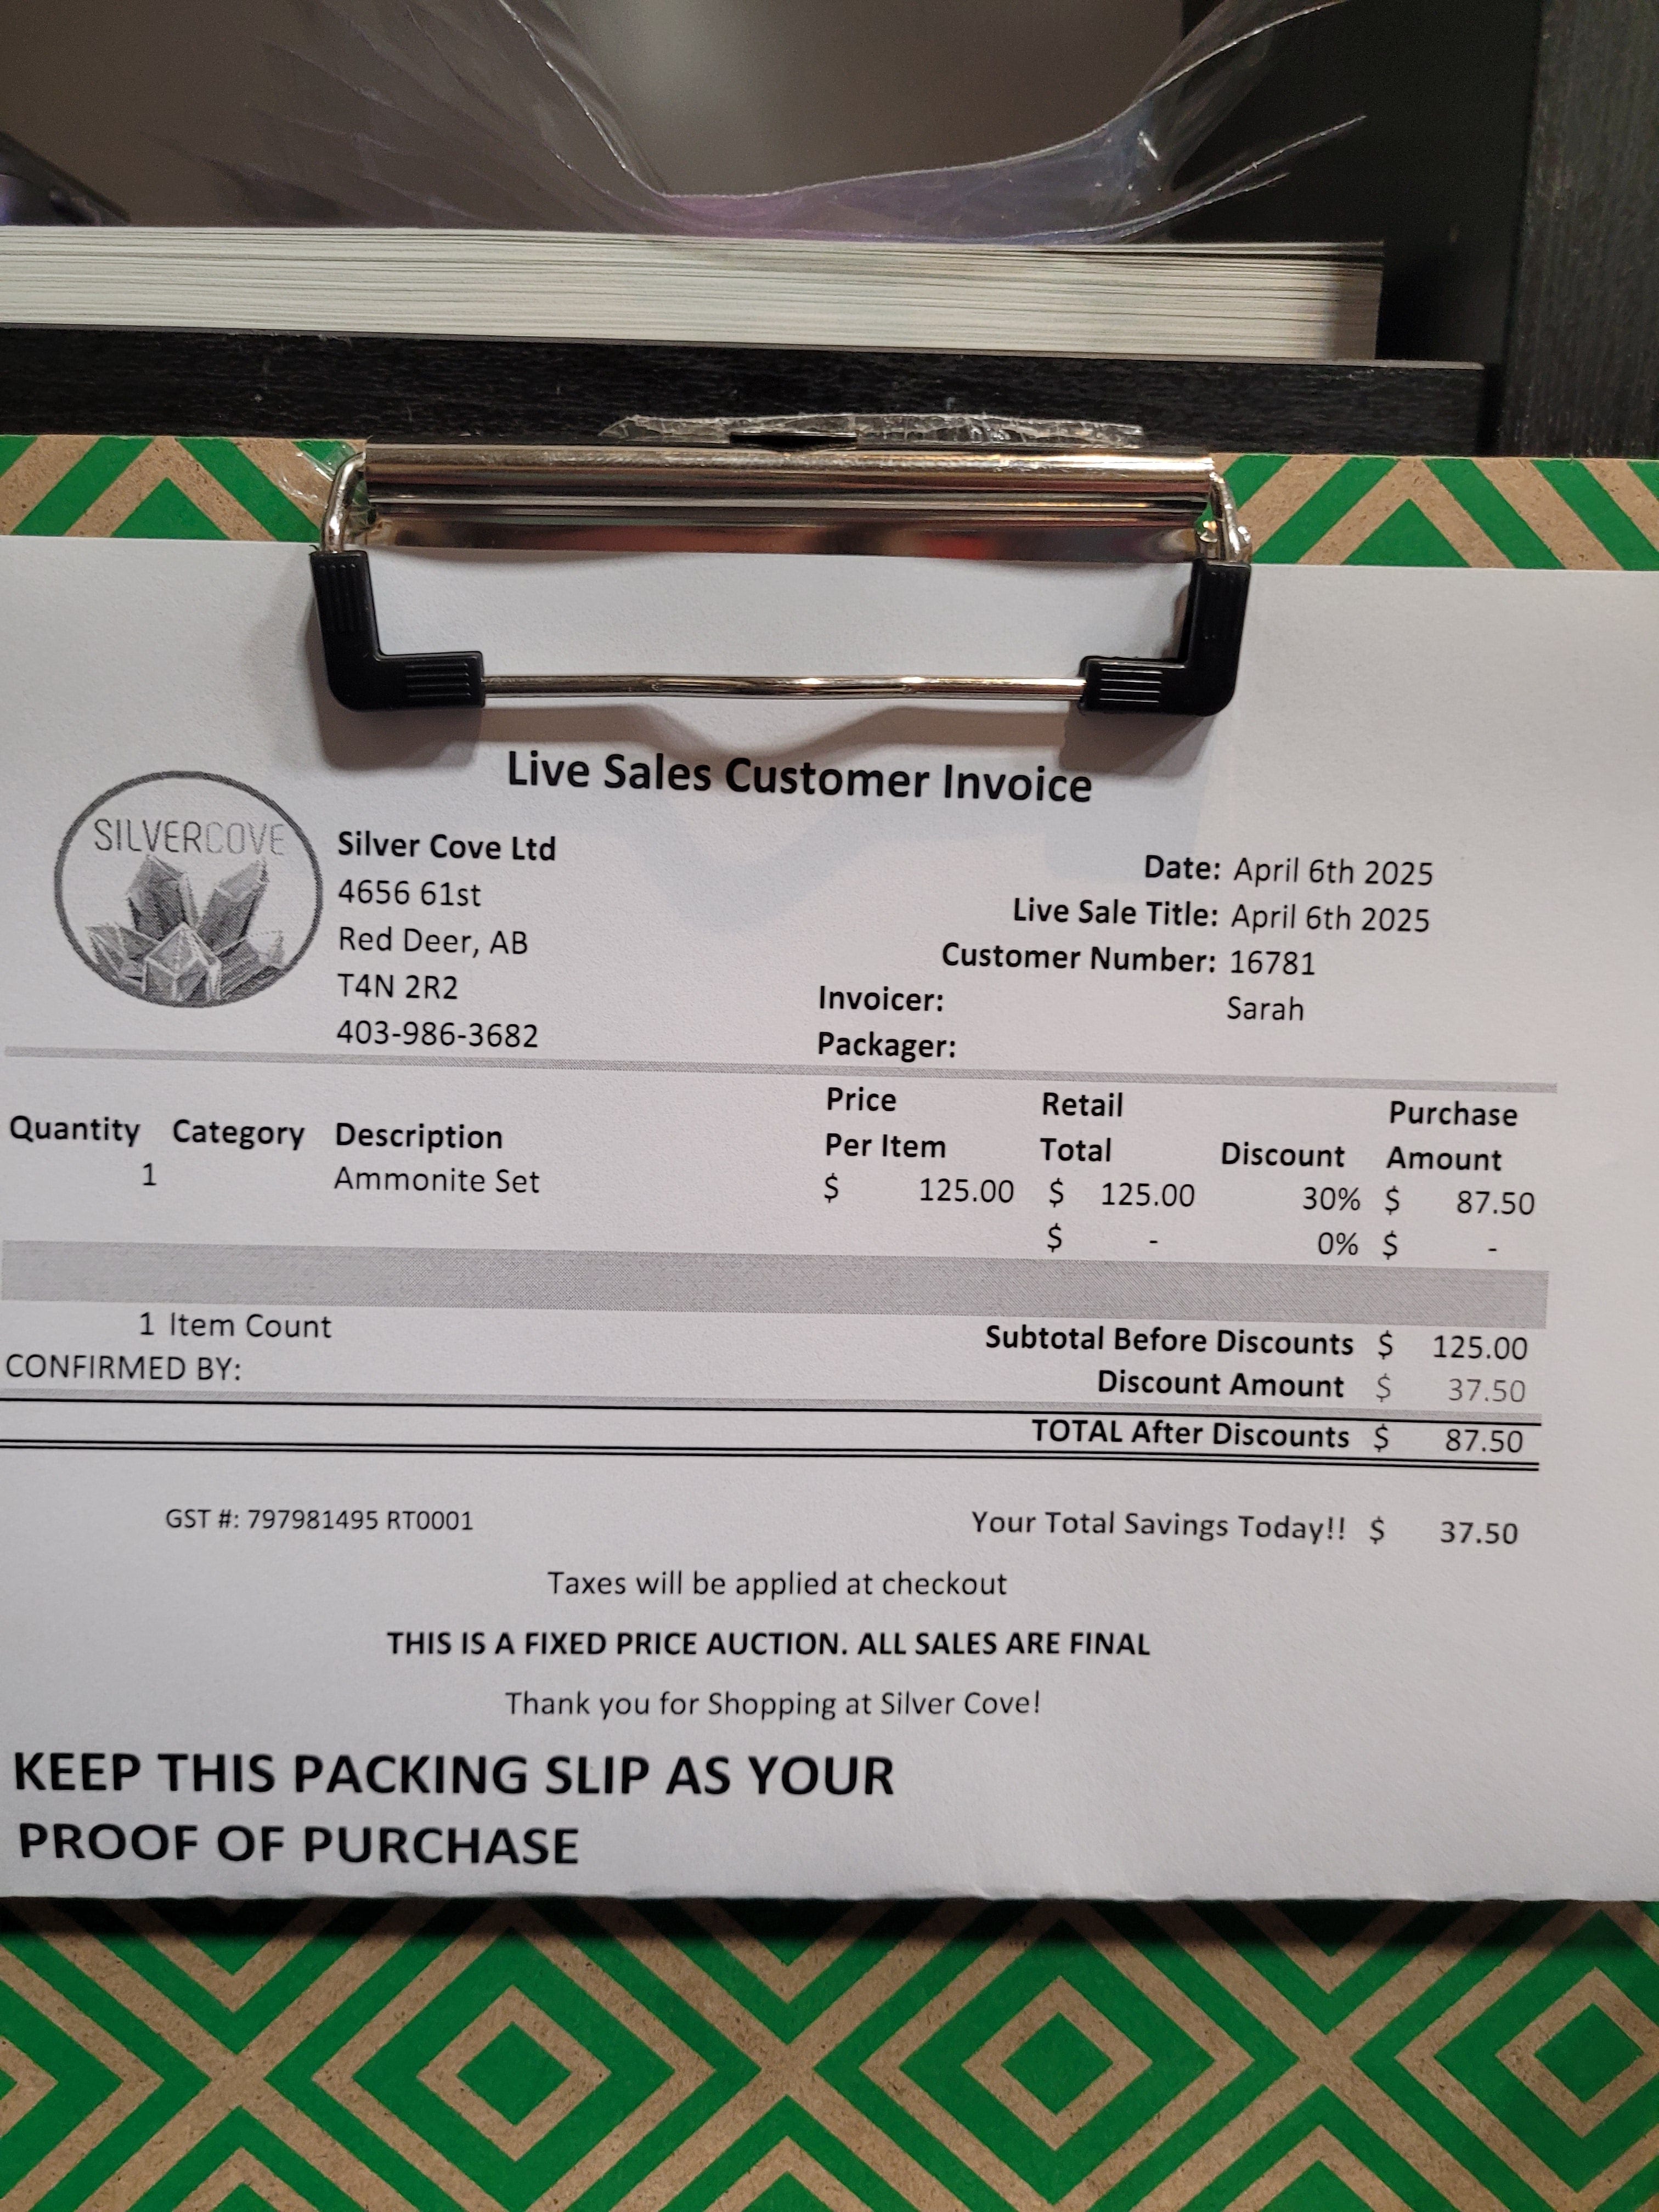 Live Sales Customer Invoice
SILVERCOVE
Silver Cove Ltd
4656 61st
Red Deer, AB
T4N 2R2
403-986-3682
Date: April 6th 2025
Live Sale Title: April 6th 2025
Customer Number: 16781
Invoicer: Sarah
Packager:
Quantity Category Description Price Per Item Retail Total Discount Purchase Amount
1 Ammonite Set $ 125.00 $ 125.00 30% $ 87.50
$ - 0% $ -
1 Item Count
CONFIRMED BY:
Subtotal Before Discounts $ 125.00
Discount Amount $ 37.50
TOTAL After Discounts $ 87.50
GST #: 797981495 RT0001
Your Total Savings Today!! $ 37.50
Taxes will be applied at checkout
THIS IS A FIXED PRICE AUCTION. ALL SALES ARE FINAL
Thank you for Shopping at Silver Cove!
KEEP THIS PACKING SLIP AS YOUR
PROOF OF PURCHASE